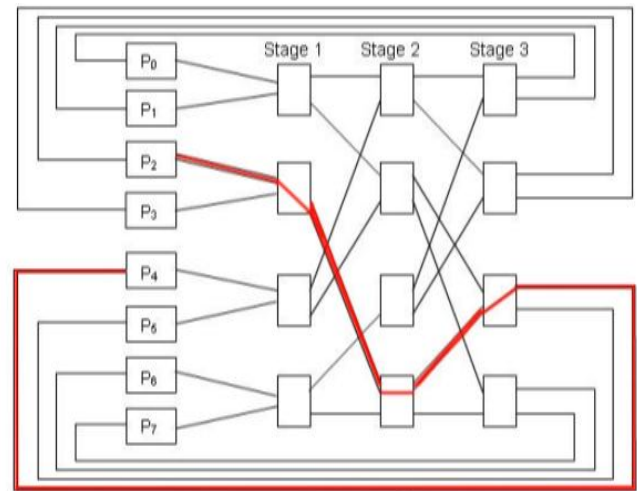 Stage 1 Stage 2 Stage 3
P₀
P₁
P₂
P₃
P₄
P₅
P₆
P₇